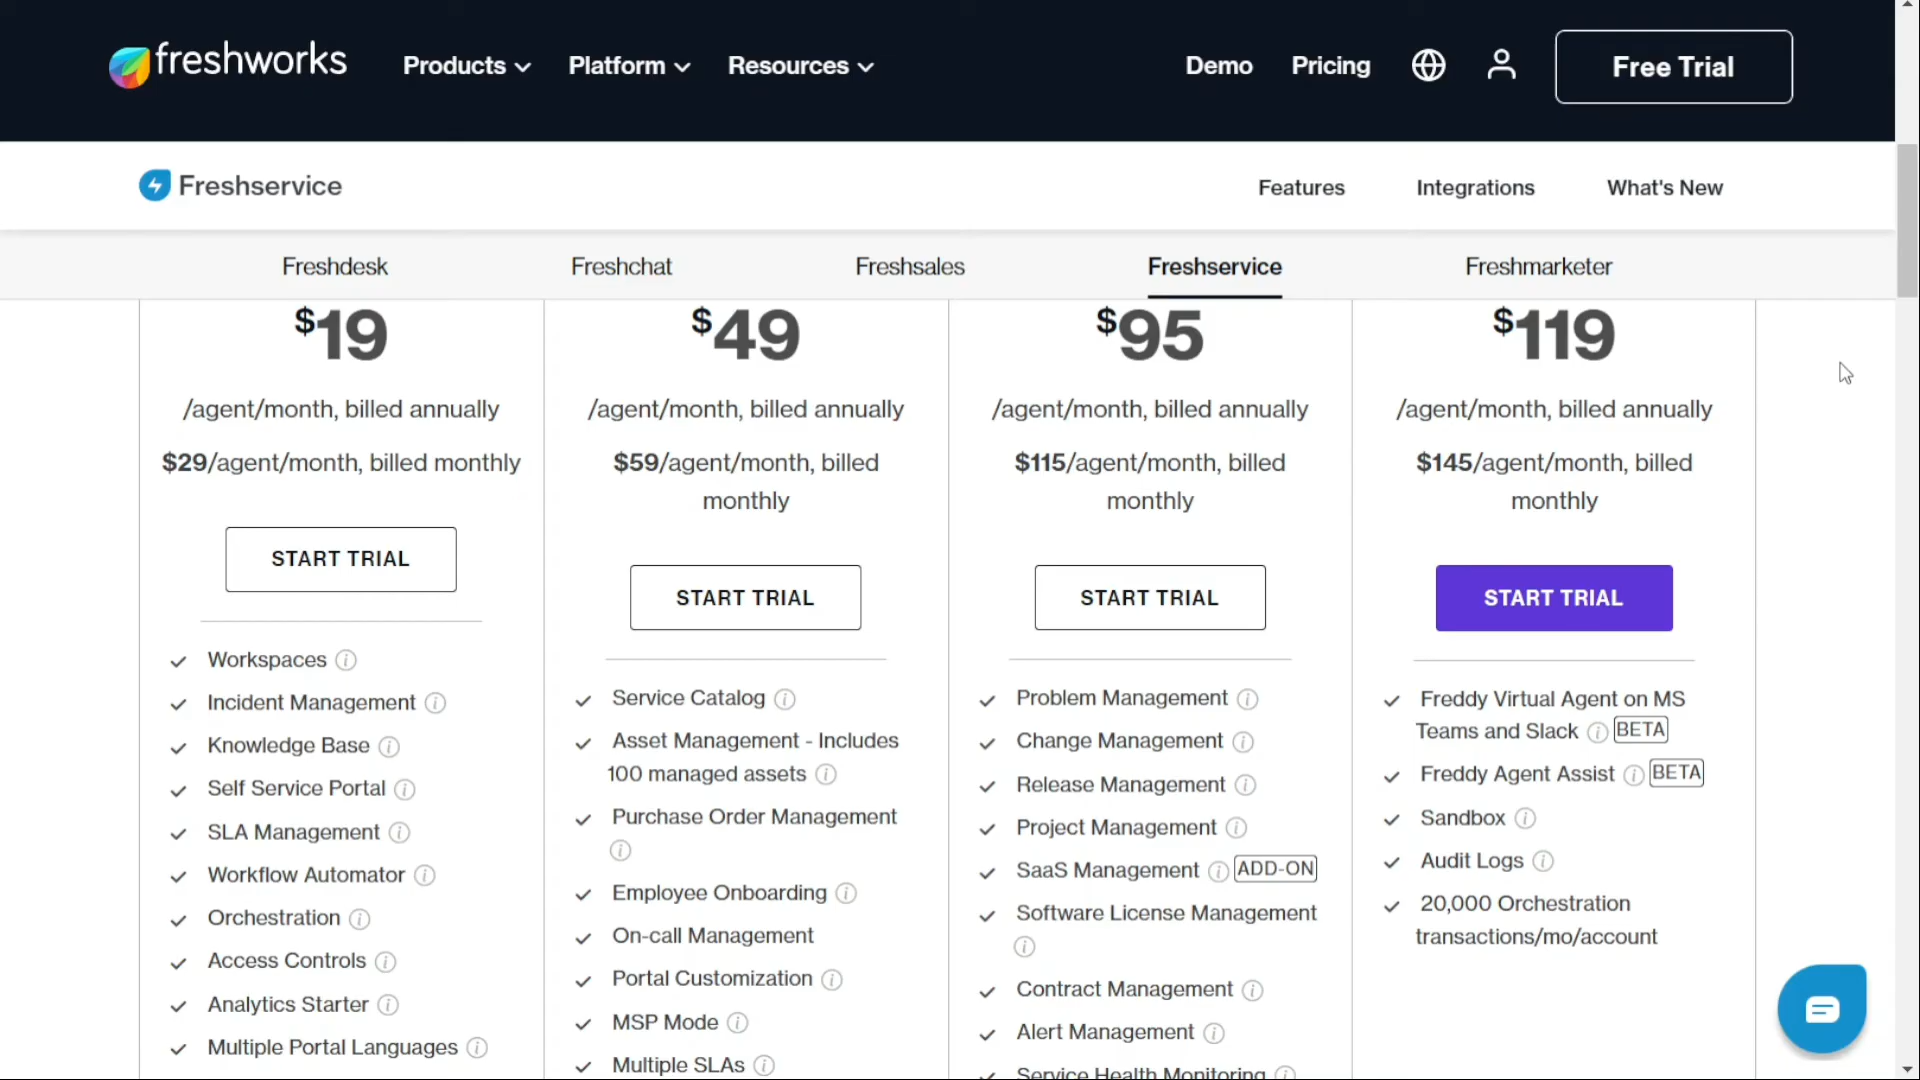 freshworks
Products
Platform
Resources
Demo
Pricing
Free Trial
Freshservice
Features
Integrations
What's New
Freshdesk
Freshchat
Freshsales
Freshservice
Freshmarketer
$19
/agent/month, billed annually
$29/agent/month, billed monthly
START TRIAL
Workspaces
Incident Management
Knowledge Base
Self Service Portal
SLA Management
Workflow Automator
Orchestration
Access Controls
Analytics Starter
Multiple Portal Languages
$49
/agent/month, billed annually
$59/agent/month, billed
monthly
START TRIAL
Service Catalog
Asset Management - Includes
100 managed assets
Purchase Order Management
Employee Onboarding
On-call Management
Portal Customization
MSP Mode
Multiple SLAs
$95
/agent/month, billed annually
$115/agent/month, billed
monthly
START TRIAL
Problem Management
Change Management
Release Management
Project Management
SaaS Management ADD-ON
Software License Management
Contract Management
Alert Management
Service Health Monitoring
$119
/agent/month, billed annually
$145/agent/month, billed
monthly
START TRIAL
Freddy Virtual Agent on MS
Teams and Slack BETA
Freddy Agent Assist BETA
Sandbox
Audit Logs
20,000 Orchestration
transactions/mo/account